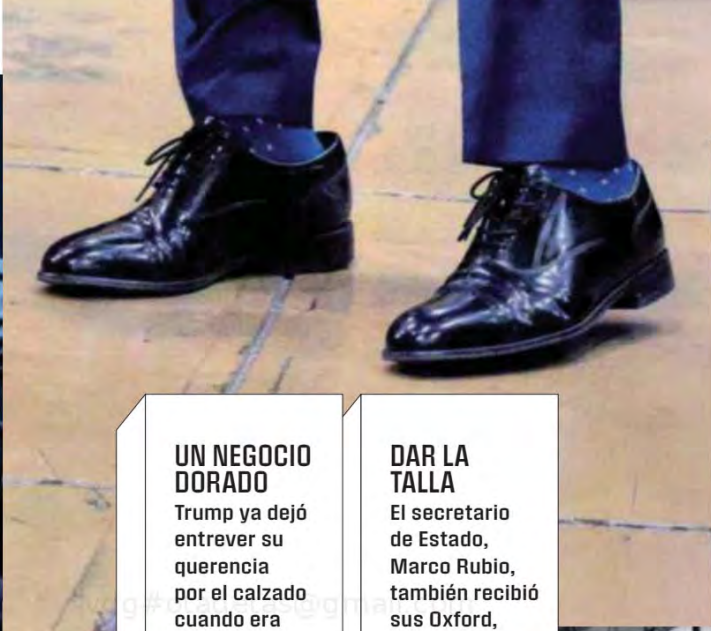 UN NEGOCIO
DORADO
Trump ya dejó
entrever su
querencia
por el calzado
cuando era
DAR LA
TALLA
El secretario
de Estado,
Marco Rubio,
también recibió
sus Oxford,